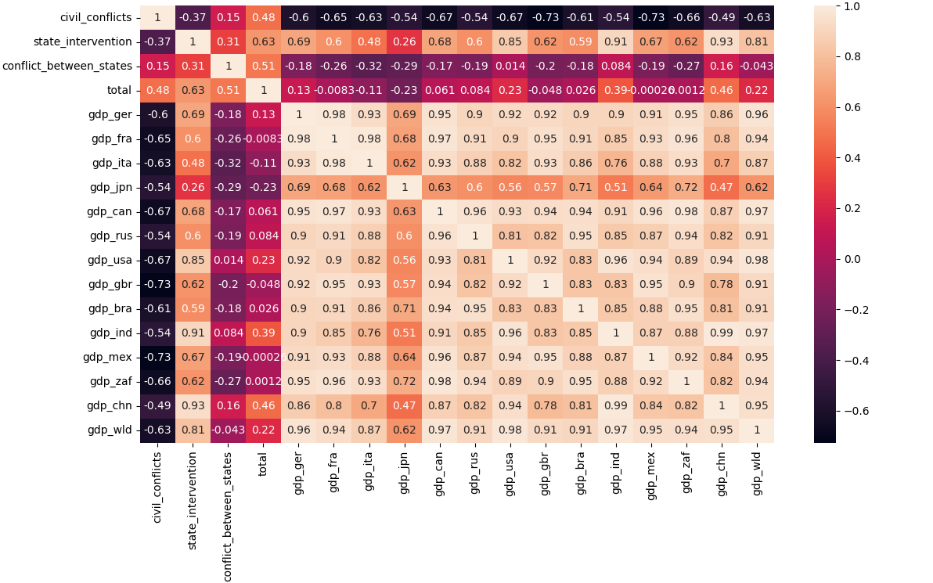 civil_conflicts 1 -0.37 0.15 0.48 -0.6 -0.65 -0.63 -0.54 -0.67 -0.54 -0.67 -0.73 -0.61 -0.54 -0.73 -0.66 -0.49 -0.63
state_intervention -0.37 1 0.31 0.63 0.69 0.6 0.48 0.26 0.68 0.6 0.85 0.62 0.59 0.91 0.67 0.62 0.93 0.81
conflict_between_states 0.15 0.31 1 0.51 -0.18 -0.26 -0.32 -0.29 -0.17 -0.19 0.014 -0.2 -0.18 0.084 -0.19 -0.27 0.16 -0.043
total 0.48 0.63 0.51 1 0.13 -0.0083 -0.11 -0.23 0.061 0.084 0.23 -0.048 0.026 0.39 -0.00026 0.0012 0.46 0.22
gdp_ger -0.6 0.69 -0.18 0.13 1 0.98 0.93 0.69 0.95 0.9 0.92 0.92 0.9 0.9 0.91 0.95 0.86 0.96
gdp_fra -0.65 0.6 -0.26 -0.0083 0.98 1 0.98 0.68 0.97 0.91 0.9 0.95 0.91 0.85 0.93 0.96 0.8 0.94
gdp_ita -0.63 0.48 -0.32 -0.11 0.93 0.98 1 0.62 0.93 0.88 0.82 0.93 0.86 0.76 0.88 0.93 0.7 0.87
gdp_jpn -0.54 0.26 -0.29 -0.23 0.69 0.68 0.62 1 0.63 0.6 0.56 0.57 0.71 0.51 0.64 0.72 0.47 0.62
gdp_can -0.67 0.68 -0.17 0.061 0.95 0.97 0.93 0.63 1 0.96 0.93 0.94 0.94 0.91 0.96 0.98 0.87 0.97
gdp_rus -0.54 0.6 -0.19 0.084 0.9 0.91 0.88 0.6 0.96 1 0.81 0.82 0.95 0.85 0.87 0.94 0.82 0.91
gdp_usa -0.67 0.85 0.014 0.23 0.92 0.9 0.82 0.56 0.93 0.81 1 0.92 0.83 0.96 0.94 0.89 0.94 0.98
gdp_gbr -0.73 0.62 -0.2 -0.048 0.92 0.95 0.93 0.57 0.94 0.82 0.92 1 0.83 0.83 0.95 0.9 0.78 0.91
gdp_bra -0.61 0.59 -0.18 0.026 0.9 0.91 0.86 0.71 0.94 0.95 0.83 0.83 1 0.85 0.88 0.95 0.81 0.91
gdp_ind -0.54 0.91 0.084 0.39 0.9 0.85 0.76 0.51 0.91 0.85 0.96 0.83 0.85 1 0.87 0.88 0.99 0.97
gdp_mex -0.73 0.67 -0.19 -0.0002 0.91 0.93 0.88 0.64 0.96 0.87 0.94 0.95 0.88 0.87 1 0.92 0.84 0.95
gdp_zaf -0.66 0.62 -0.27 0.0012 0.95 0.96 0.93 0.72 0.98 0.94 0.89 0.9 0.95 0.88 0.92 1 0.82 0.94
gdp_chn -0.49 0.93 0.16 0.46 0.86 0.8 0.7 0.47 0.87 0.82 0.94 0.78 0.81 0.99 0.84 0.82 1 0.95
gdp_wld -0.63 0.81 -0.043 0.22 0.96 0.94 0.87 0.62 0.97 0.91 0.98 0.91 0.91 0.97 0.95 0.94 0.95 1
civil_conflicts
state_intervention
conflict_between_states
total
gdp_ger
gdp_fra
gdp_ita
gdp_jpn
gdp_can
gdp_rus
gdp_usa
gdp_gbr
gdp_bra
gdp_ind
gdp_mex
gdp_zaf
gdp_chn
gdp_wld
1.0
0.8
0.6
0.4
0.2
0.0
−0.2
−0.4
−0.6